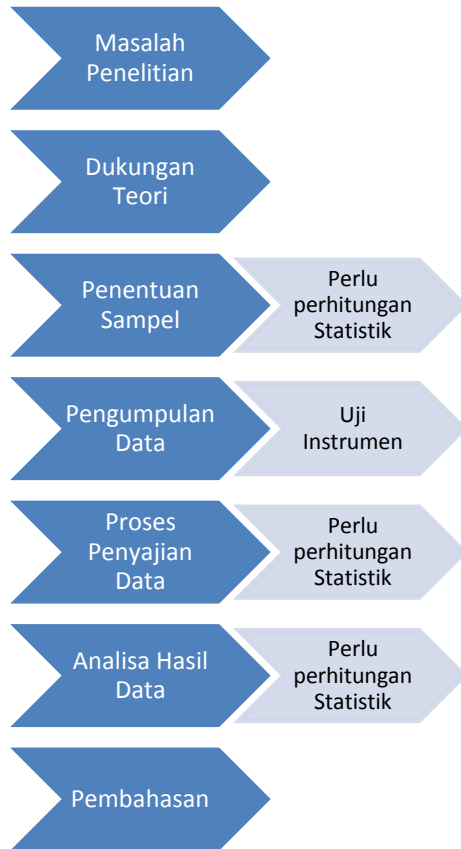 Masalah
Penelitian
Dukungan
Teori
Penentuan
Sampel
Perlu
perhitungan
Statistik
Pengumpulan
Data
Uji
Instrumen
Proses
Penyajian
Data
Perlu
perhitungan
Statistik
Analisa Hasil
Data
Perlu
perhitungan
Statistik
Pembahasan